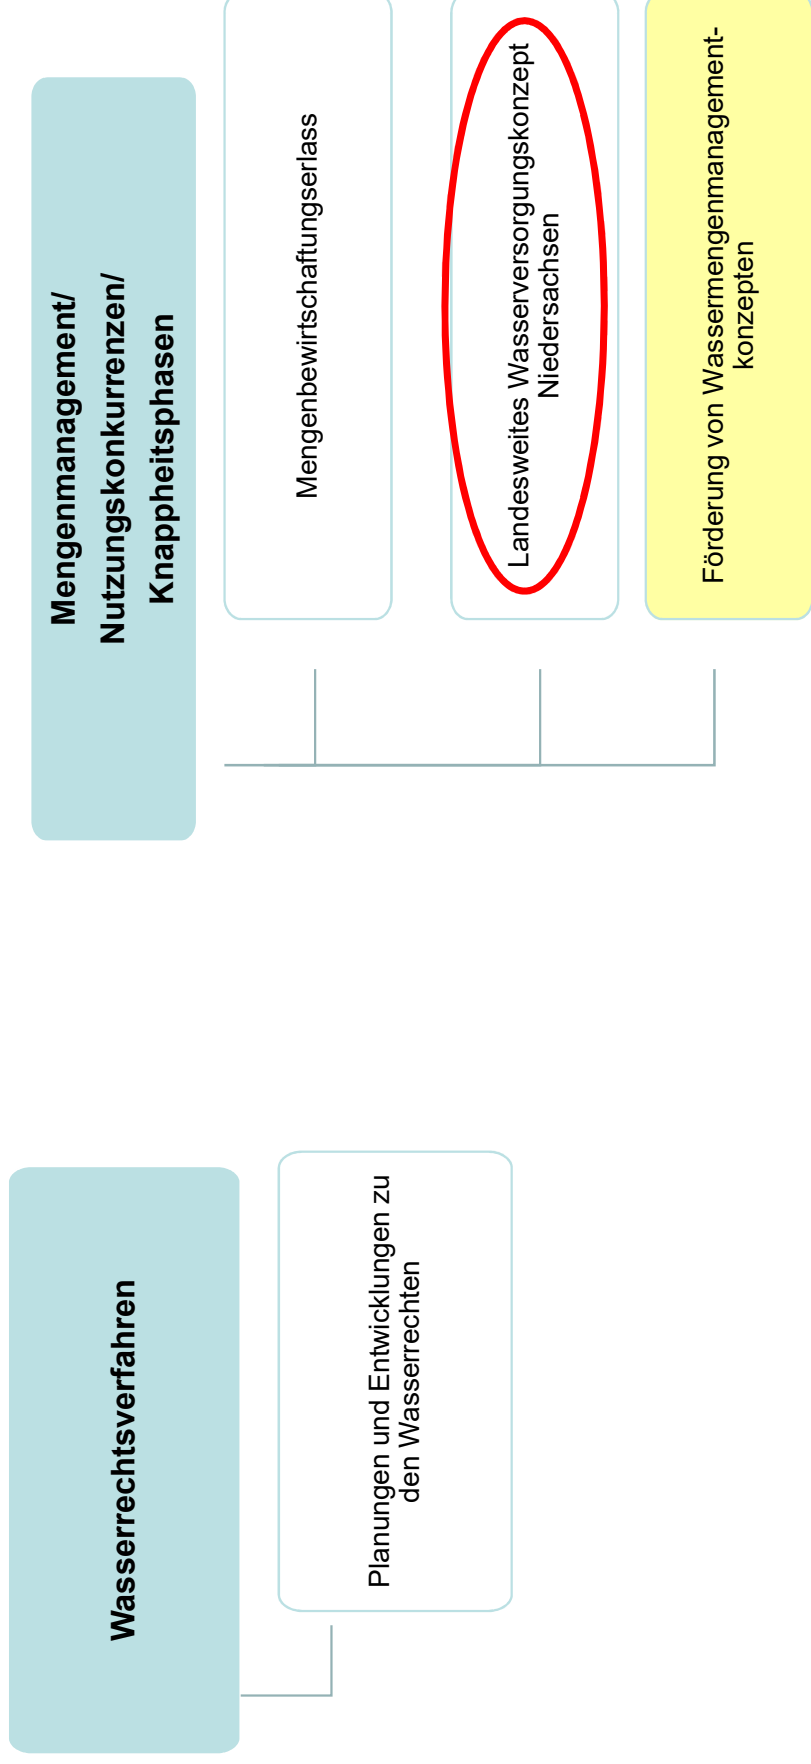 Wasserrechtsverfahren
Planungen und Entwicklungen zu
den Wasserrechten
Mengenmanagement/
Nutzungskonkurrenzen/
Knappheitsphasen
Mengenbewirtschaftungserlass
Landesweites Wasserversorgungskonzept
Niedersachsen
Förderung von Wassermengenmanagement-
konzepten